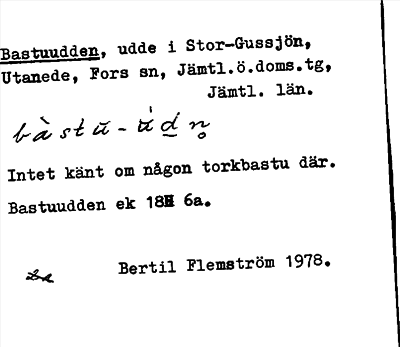 Bastuudden, udde i Stor-Gussjön,
Utanede, Fors sn, Jämtl.ö.doms.tg,
Jämtl. län.
Intet känt om någon torkbastu där.
Bastuudden ek 18H 6a.
Bertil Flemström 1978.